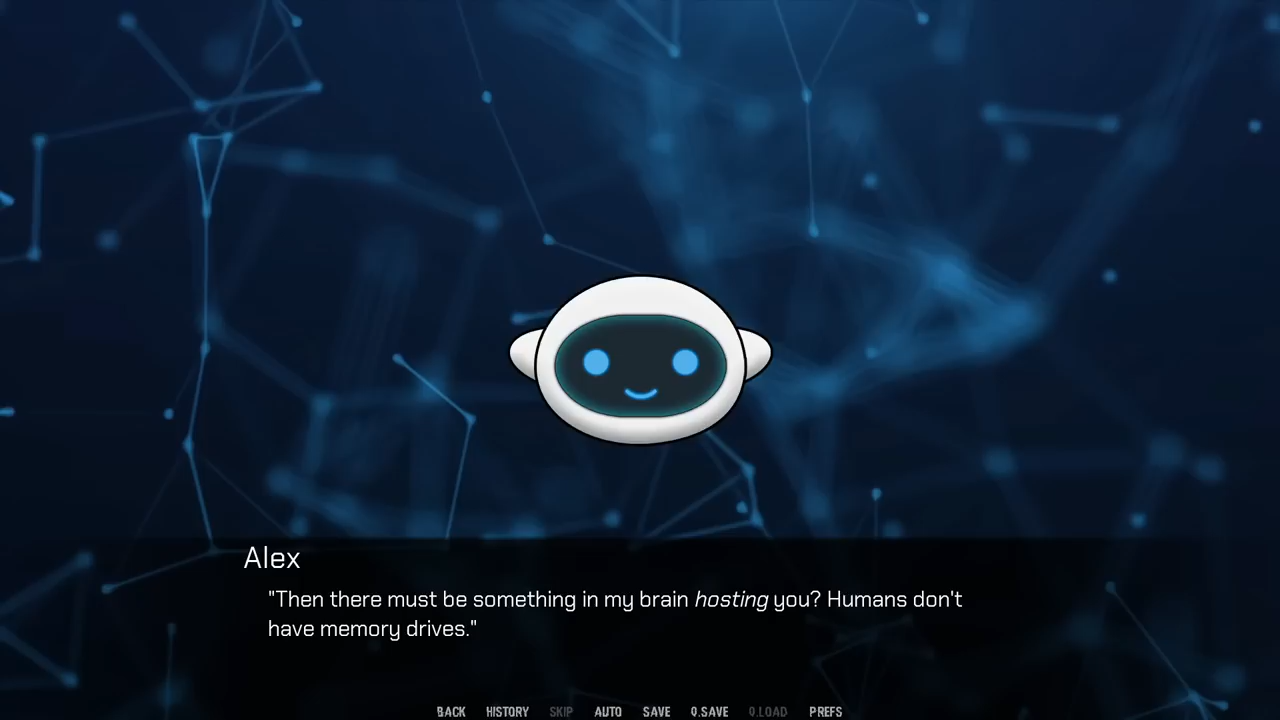 Alex
"Then there must be something in my brain hosting you? Humans don't
have memory drives."
BACK HISTORY SKIP AUTO SAVE Q.SAVE Q.LOAD PREFS